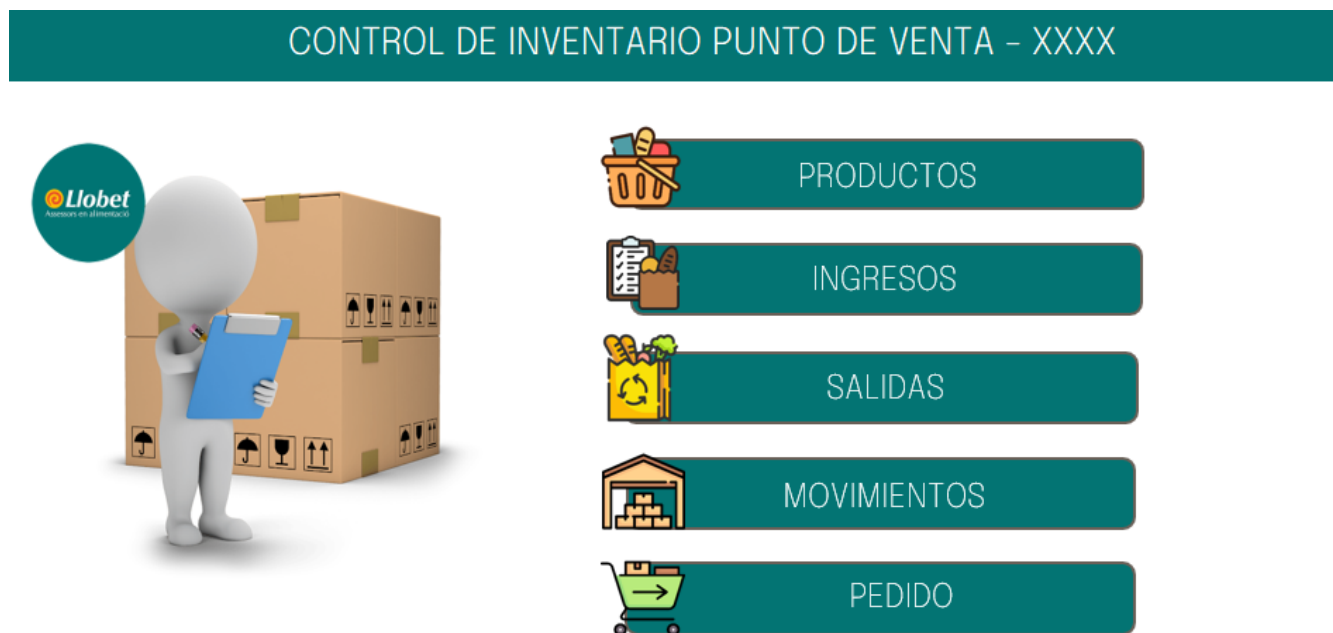 CONTROL DE INVENTARIO PUNTO DE VENTA – XXXX
Llobet
Assessors en alimentació
PRODUCTOS
INGRESOS
SALIDAS
MOVIMIENTOS
PEDIDO